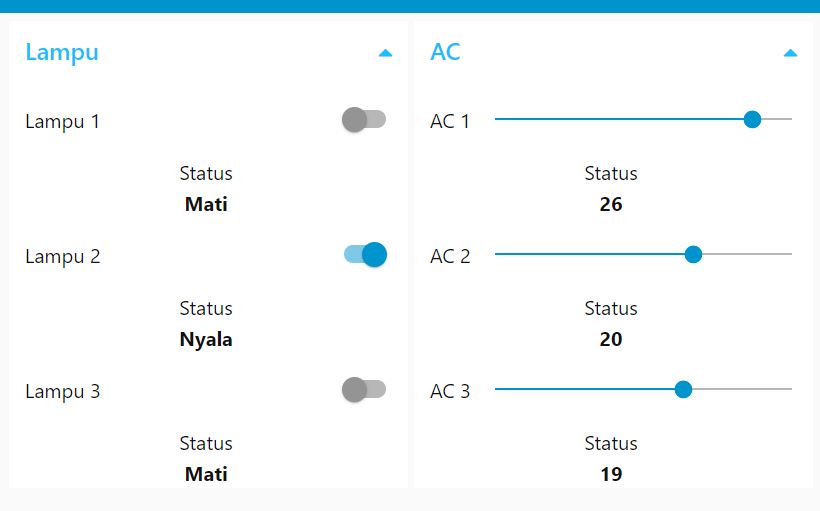 Lampu
Lampu 1
Status
Mati
Lampu 2
Status
Nyala
Lampu 3
Status
Mati
AC
AC 1
Status
26
AC 2
Status
20
AC 3
Status
19